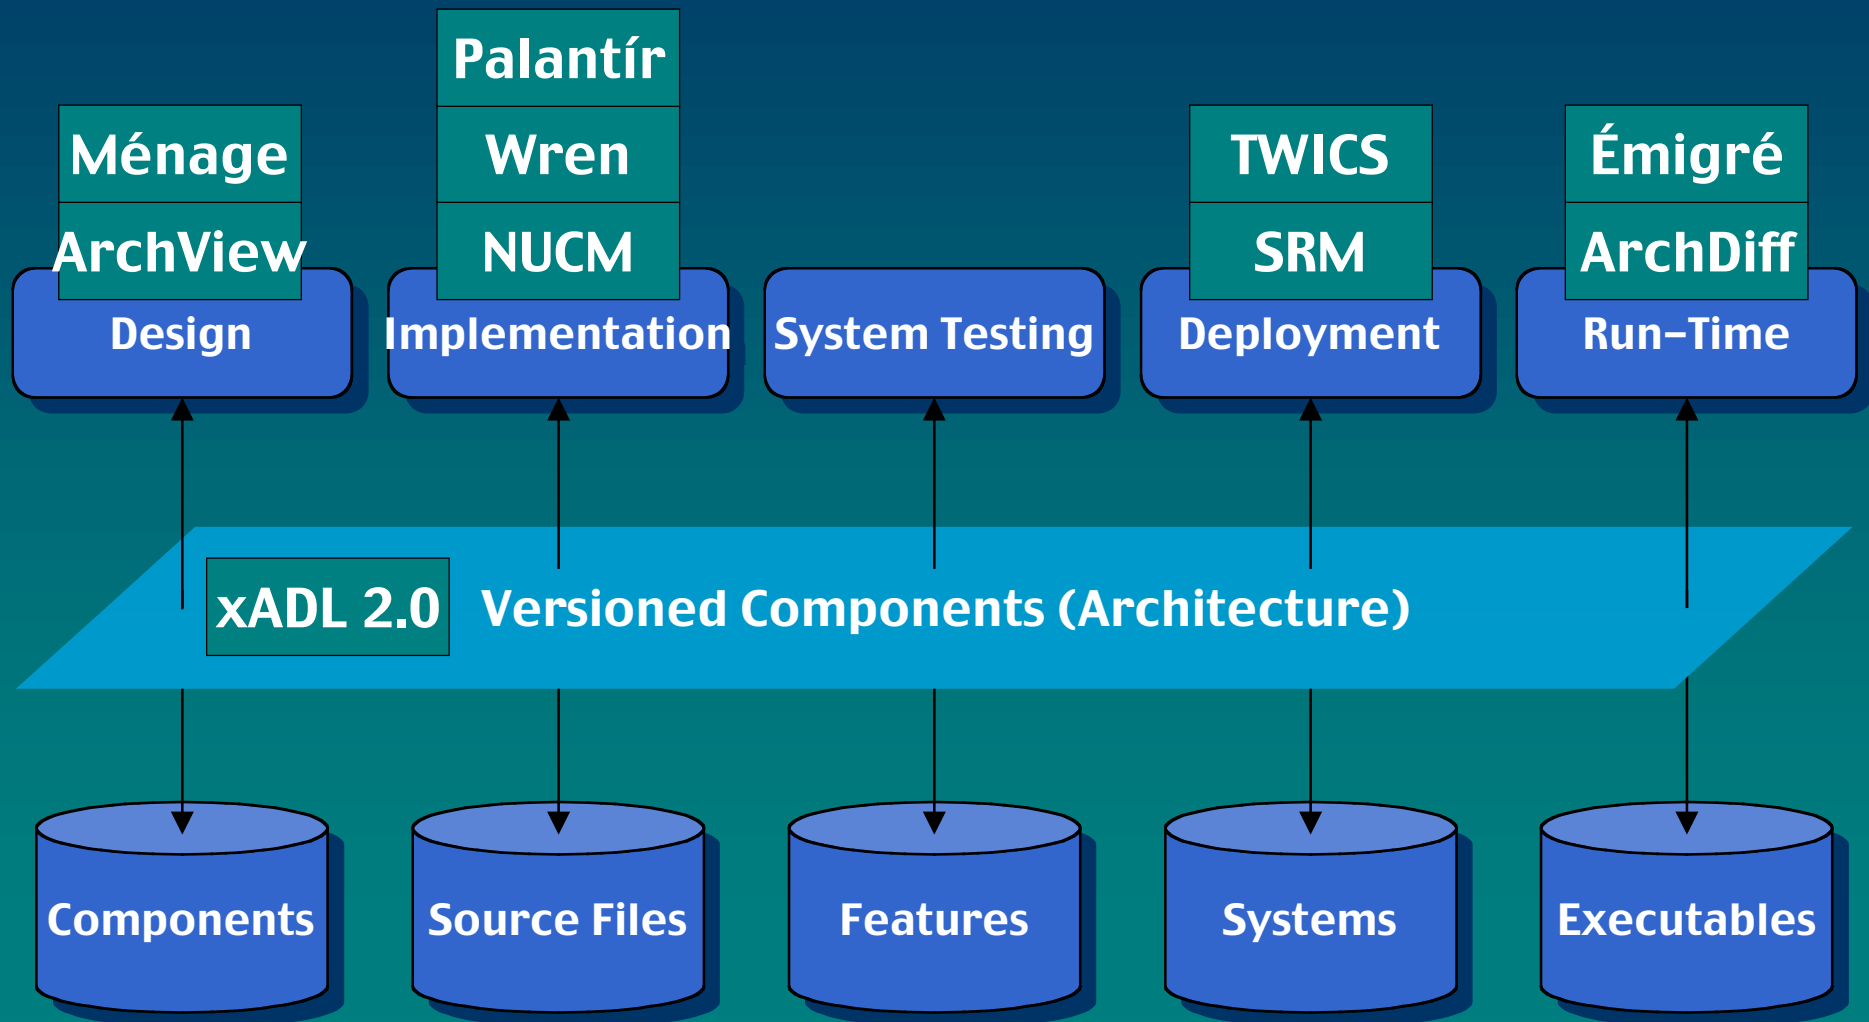 Palantír
Ménage
Wren
TWICS
Émigré
ArchView
NUCM
SRM
ArchDiff
Design
Implementation
System Testing
Deployment
Run-Time
xADL 2.0
Versioned Components (Architecture)
Components
Source Files
Features
Systems
Executables